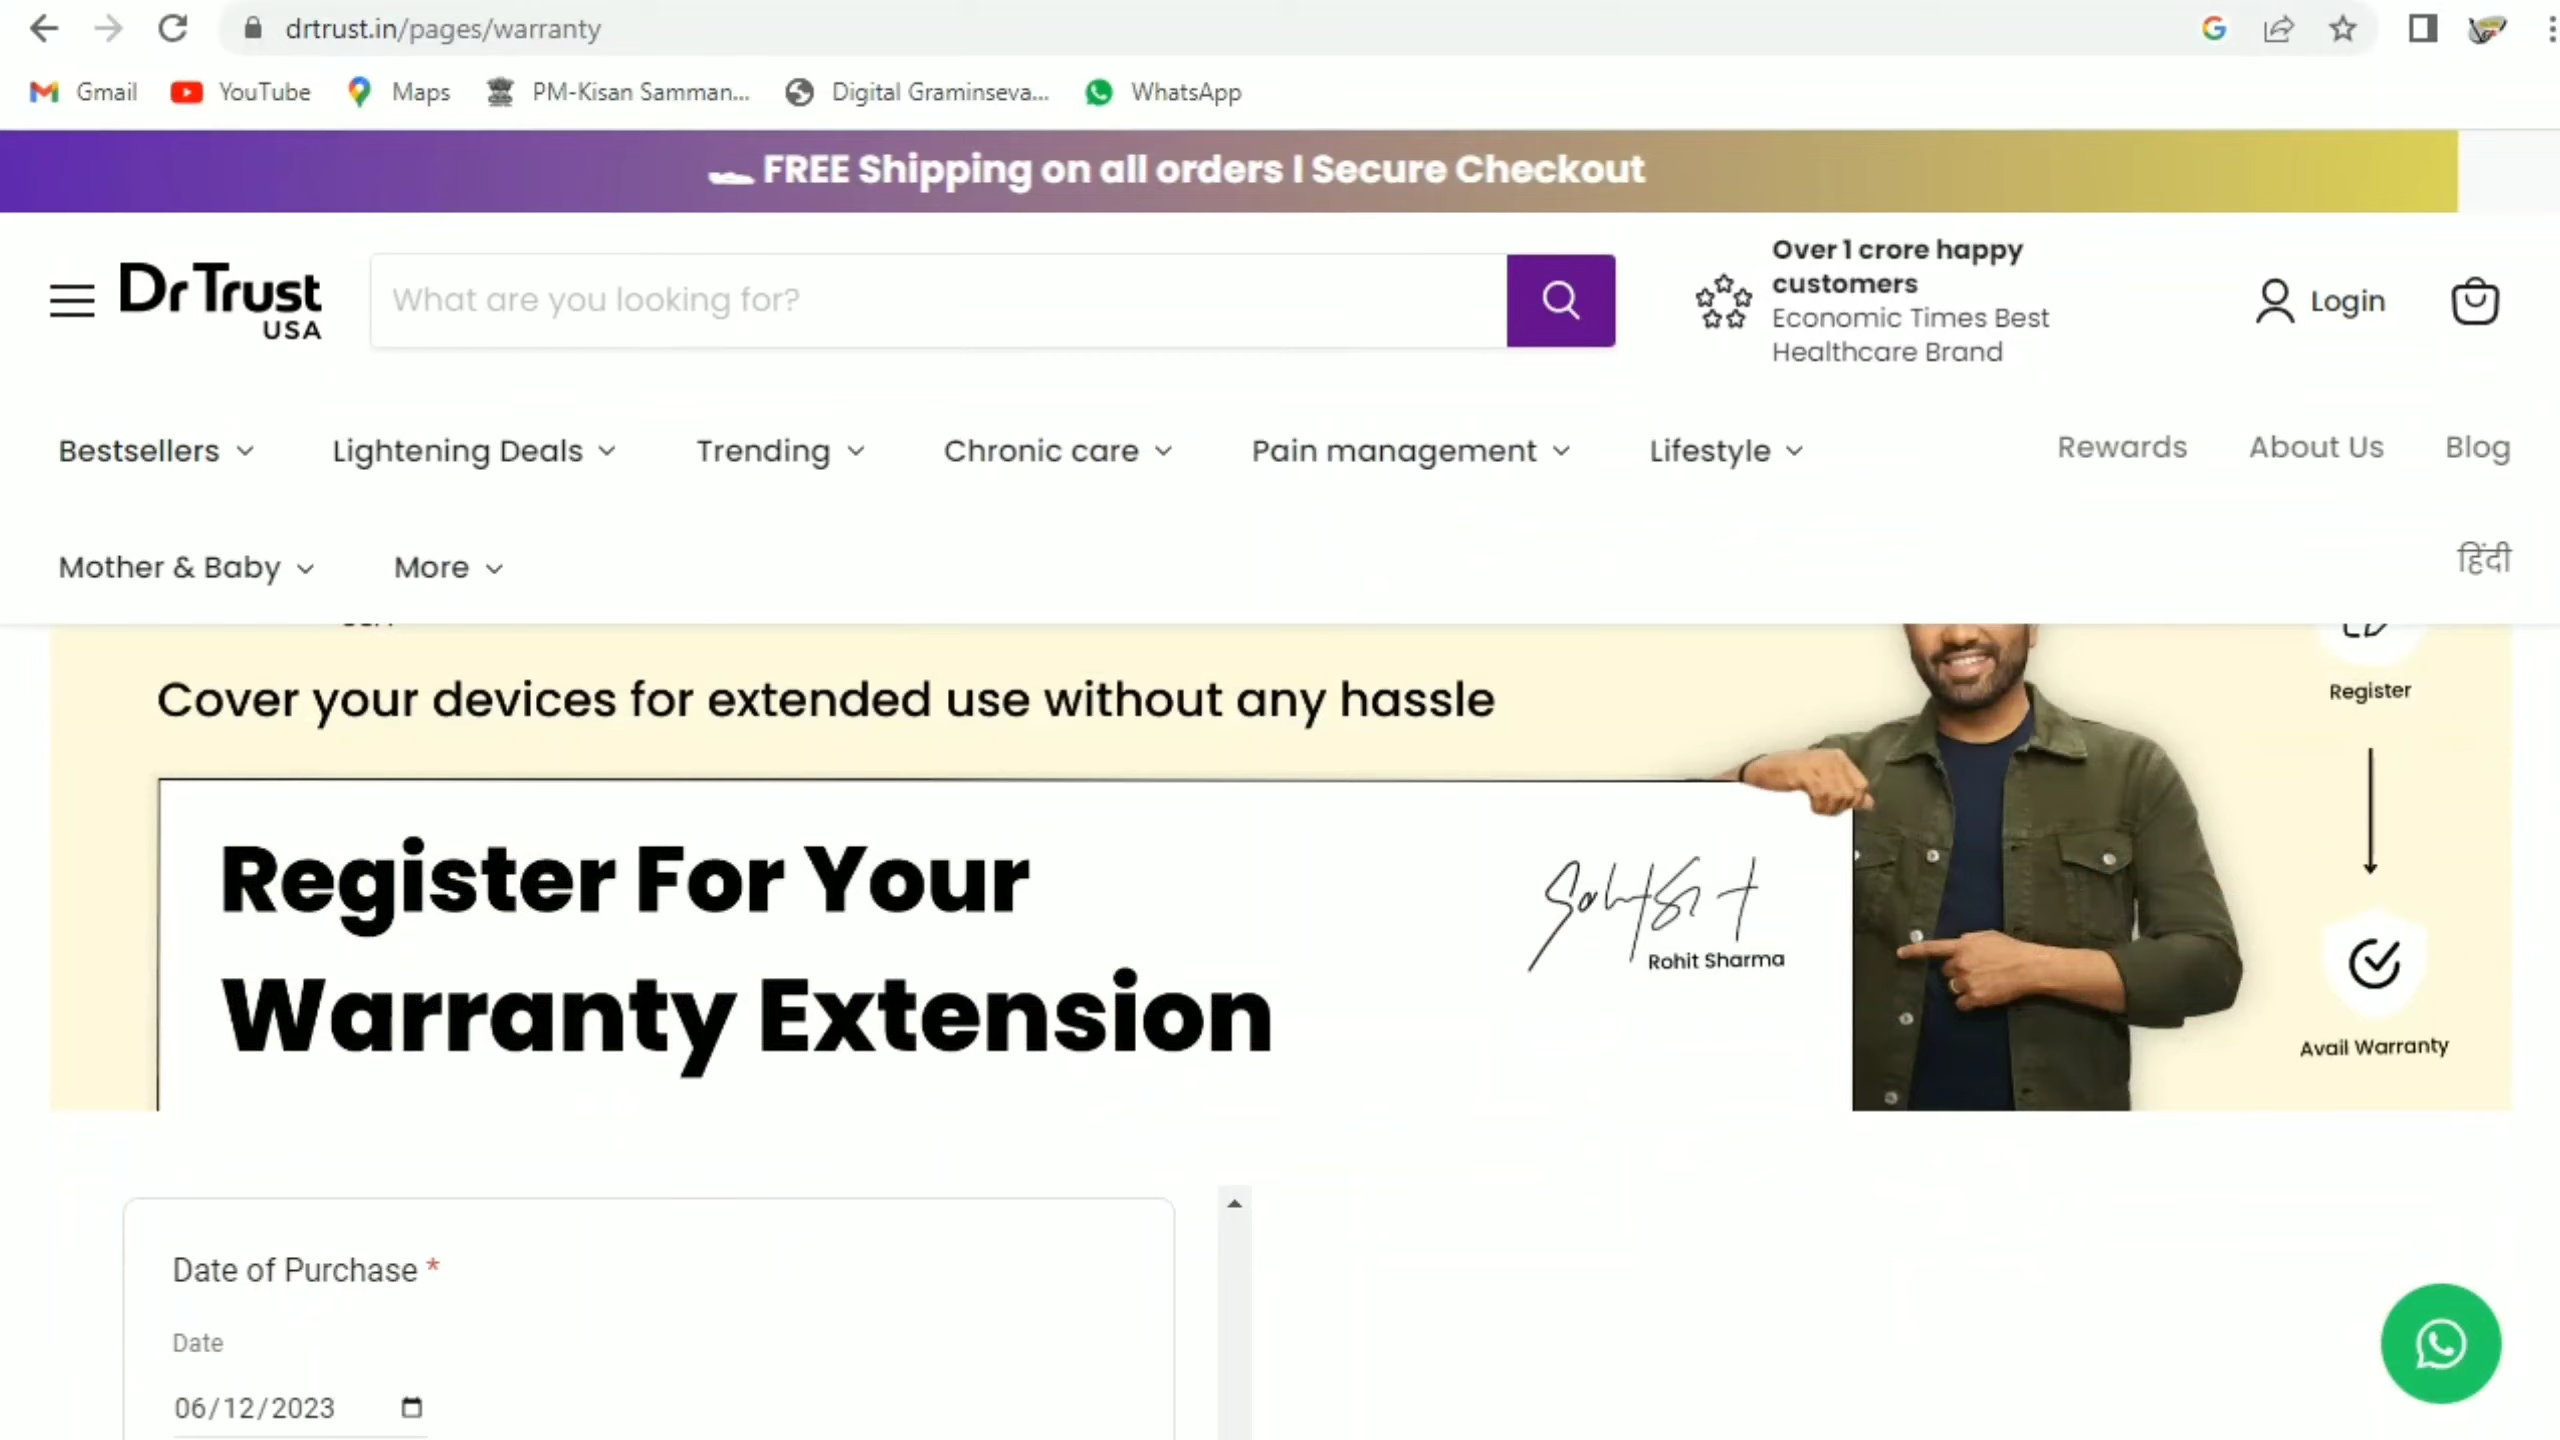 drtrust.in/pages/warranty
Gmail YouTube Maps PM-Kisan Samman... Digital Graminseva... WhatsApp
FREE Shipping on all orders I Secure Checkout
Dr Trust
USA
What are you looking for?
Over 1 crore happy
customers
Economic Times Best
Healthcare Brand
Login
Bestsellers Lightening Deals Trending Chronic care Pain management Lifestyle Rewards About Us Blog
Mother & Baby More हिंदी
Cover your devices for extended use without any hassle
Register
Register For Your
Warranty Extension
Rohit Sharma
Avail Warranty
Date of Purchase *
Date
06/12/2023